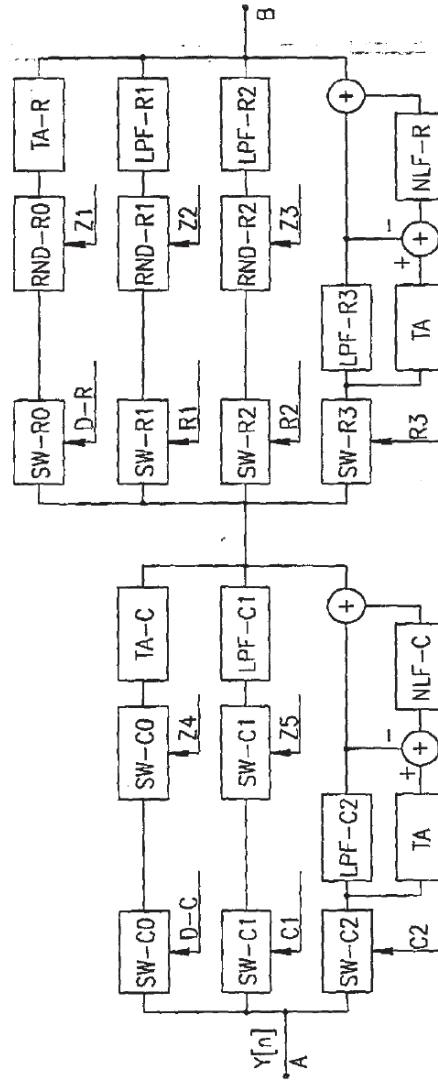 B
TA-R
LPF-R1
LPF-R2
+
RND-R0
Z1
RND-R1
Z2
RND-R2
Z3
NLF-R
-
+
+
LPF-R3
TA
SW-R0
D-R
SW-R1
R1
SW-R2
R2
SW-R3
R3
TA-C
LPF-C1
+
SW-C0
Z4
SW-C1
Z5
NLF-C
-
+
+
LPF-C2
TA
SW-C0
D-C
SW-C1
C1
SW-C2
C2
Y[n]
A